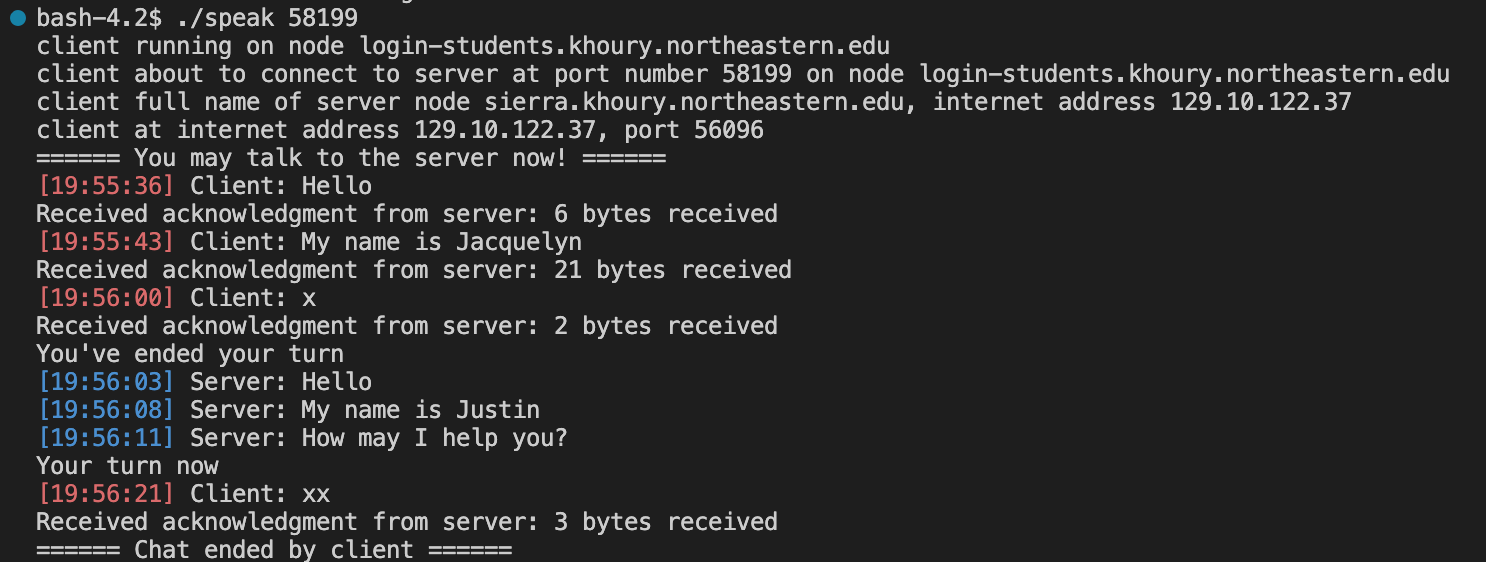 bash-4.2$ ./speak 58199
client running on node login-students.khoury.northeastern.edu
client about to connect to server at port number 58199 on node login-students.khoury.northeastern.edu
client full name of server node sierra.khoury.northeastern.edu, internet address 129.10.122.37
client at internet address 129.10.122.37, port 56096
====== You may talk to the server now! ======
[19:55:36] Client: Hello
Received acknowledgment from server: 6 bytes received
[19:55:43] Client: My name is Jacquelyn
Received acknowledgment from server: 21 bytes received
[19:56:00] Client: x
Received acknowledgment from server: 2 bytes received
You've ended your turn
[19:56:03] Server: Hello
[19:56:08] Server: My name is Justin
[19:56:11] Server: How may I help you?
Your turn now
[19:56:21] Client: xx
Received acknowledgment from server: 3 bytes received
====== Chat ended by client ======